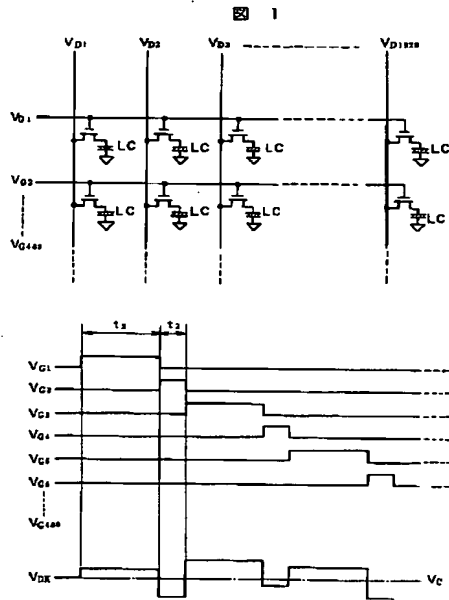 図 1
VD1 VD2 VD3 VD1920
VG1
LC LC LC LC
VG2
LC LC LC LC
VG480
t1 t2
VG1
VG2
VG3
VG4
VG5
VG6
VG480
VDK VC